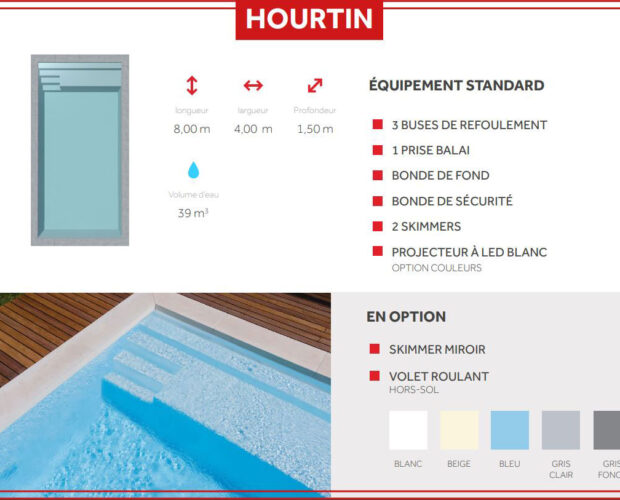 HOURTIN
longueur
8,00 m
largueur
4,00 m
Profondeur
1,50 m
Volume d'eau
39 m³
ÉQUIPEMENT STANDARD
3 BUSES DE REFOULEMENT
1 PRISE BALAI
BONDE DE FOND
BONDE DE SÉCURITÉ
2 SKIMMERS
PROJECTEUR À LED BLANC
OPTION COULEURS
EN OPTION
SKIMMER MIROIR
VOLET ROULANT
HORS-SOL
BLANC
BEIGE
BLEU
GRIS
CLAIR
GRIS
FONC